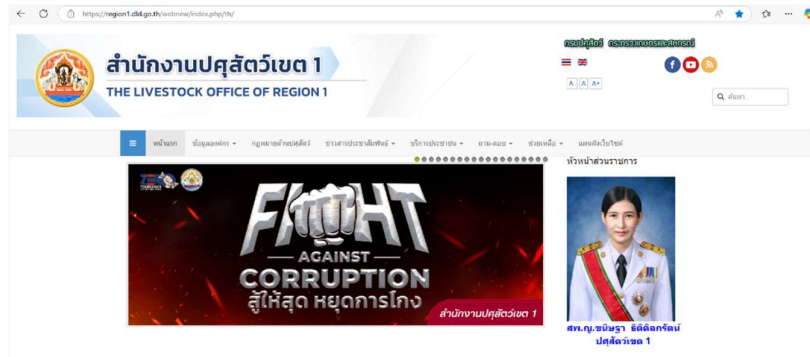 https://region1.dld.go.th/webnew/index.php/th/
กรมปศุสัตว์ กระทรวงเกษตรและสหกรณ์
สำนักงานปศุสัตว์เขต 1
THE LIVESTOCK OFFICE OF REGION 1
A- A A+
ค้นหา...
หน้าแรก ข้อมูลองค์กร กฎหมายด้านปศุสัตว์ ข่าวสารประชาสัมพันธ์ บริการประชาชน ถาม-ตอบ ช่วยเหลือ แผนผังเว็บไซต์
หัวหน้าส่วนราชการ
FIGHT
AGAINST
CORRUPTION
สู้ให้สุด หยุดการโกง
สำนักงานปศุสัตว์เขต 1
สพ.ญ.ขนิษฐา ธิติดิลกรัตน์
ปศุสัตว์เขต 1